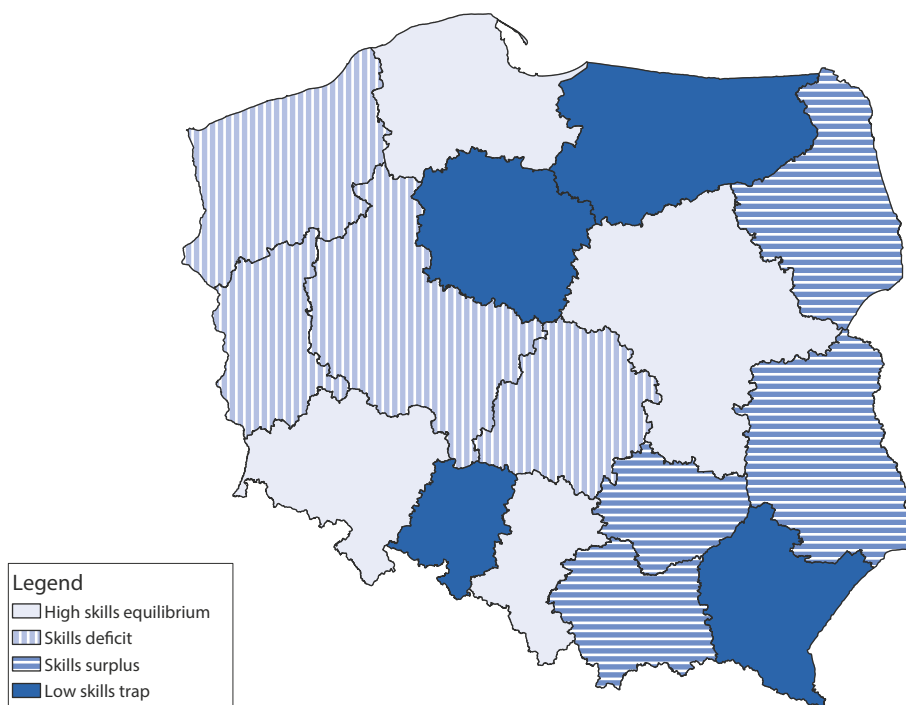 Legend
High skills equilibrium
Skills deficit
Skills surplus
Low skills trap